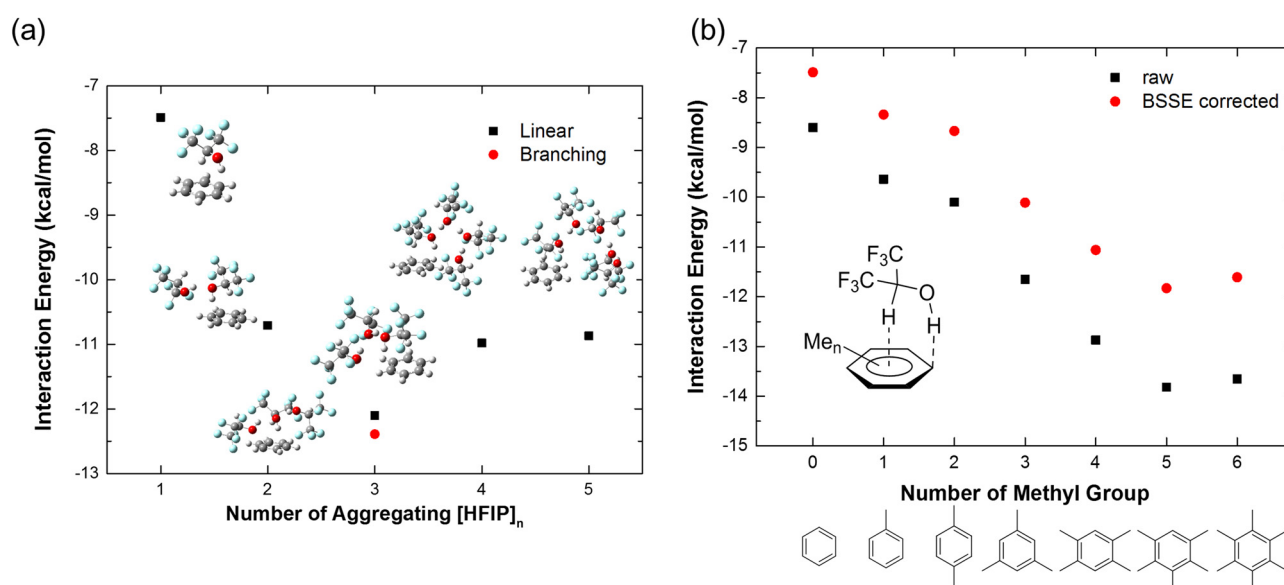 (a)
-7
-8
-9
-10
-11
-12
-13
Interaction Energy (kcal/mol)
Linear
Branching
1 2 3 4 5
Number of Aggregating [HFIP]n
(b)
-7
-8
-9
-10
-11
-12
-13
-14
-15
Interaction Energy (kcal/mol)
raw
BSSE corrected
CF3
F3C
O
H H
Men
0 1 2 3 4 5 6
Number of Methyl Group